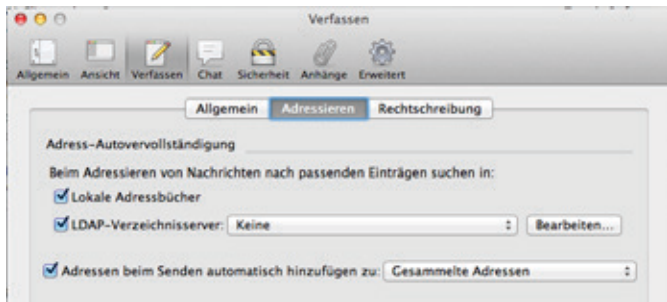 Verfassen
Allgemein Ansicht Verfassen Chat Sicherheit Anhänge Erweitert
Allgemein Adressieren Rechtschreibung
Adress-Autovervollständigung
Beim Adressieren von Nachrichten nach passenden Einträgen suchen in:
Lokale Adressbücher
LDAP-Verzeichnisserver: Keine Bearbeiten...
Adressen beim Senden automatisch hinzufügen zu: Gesammelte Adressen